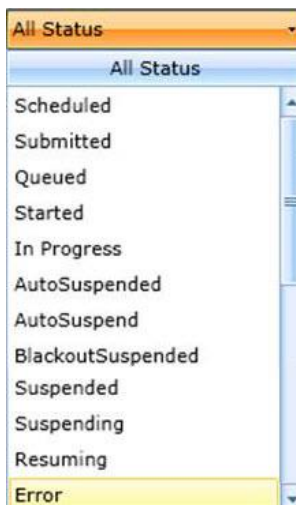 All Status
All Status
Scheduled
Submitted
Queued
Started
In Progress
AutoSuspended
AutoSuspend
BlackoutSuspended
Suspended
Suspending
Resuming
Error